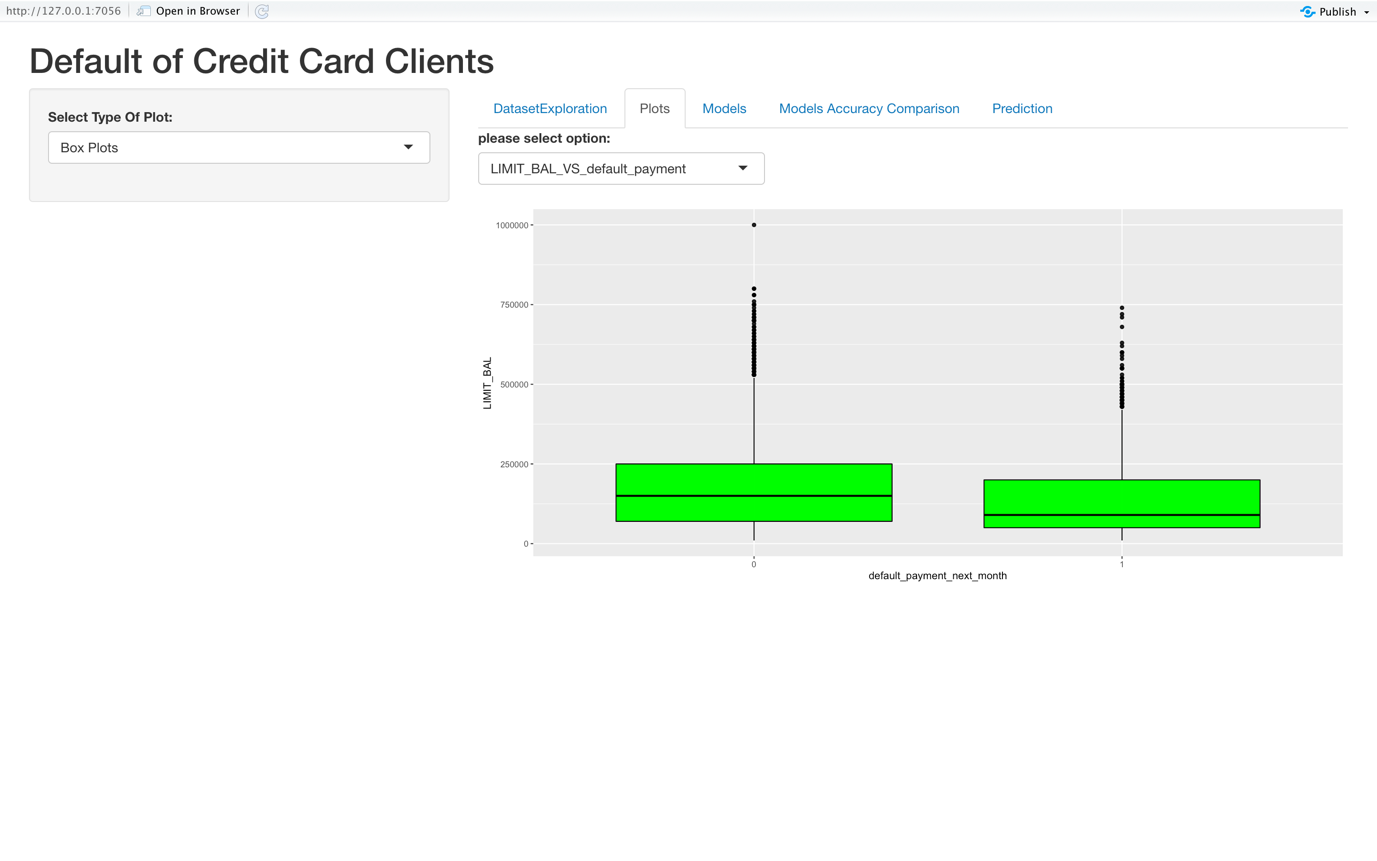 http://127.0.0.1:7056 Open in Browser Publish
Default of Credit Card Clients
Select Type Of Plot:
Box Plots
DatasetExploration Plots Models Models Accuracy Comparison Prediction
please select option:
LIMIT_BAL_VS_default_payment
LIMIT_BAL
1000000
750000
500000
250000
0
0 1
default_payment_next_month